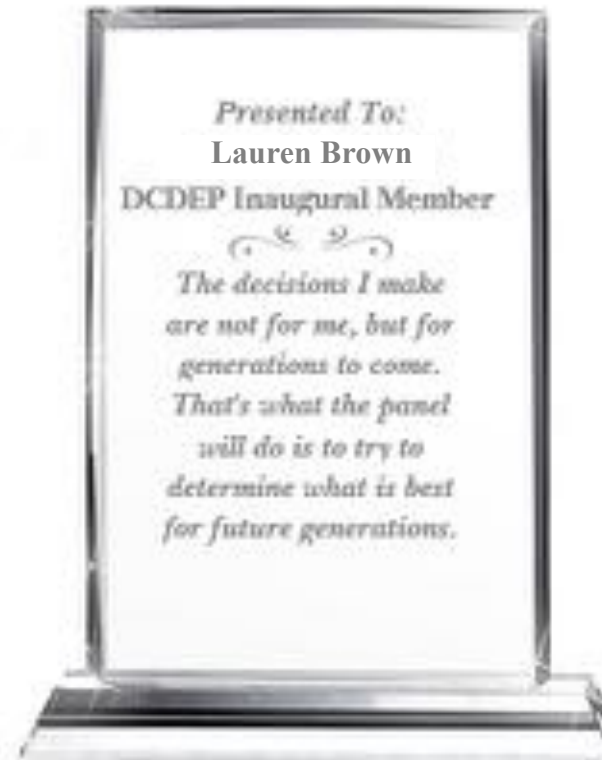 Presented To:
Lauren Brown
DCDEP Inaugural Member
The decisions I make
are not for me, but for
generations to come.
That's what the panel
will do is to try to
determine what is best
for future generations.